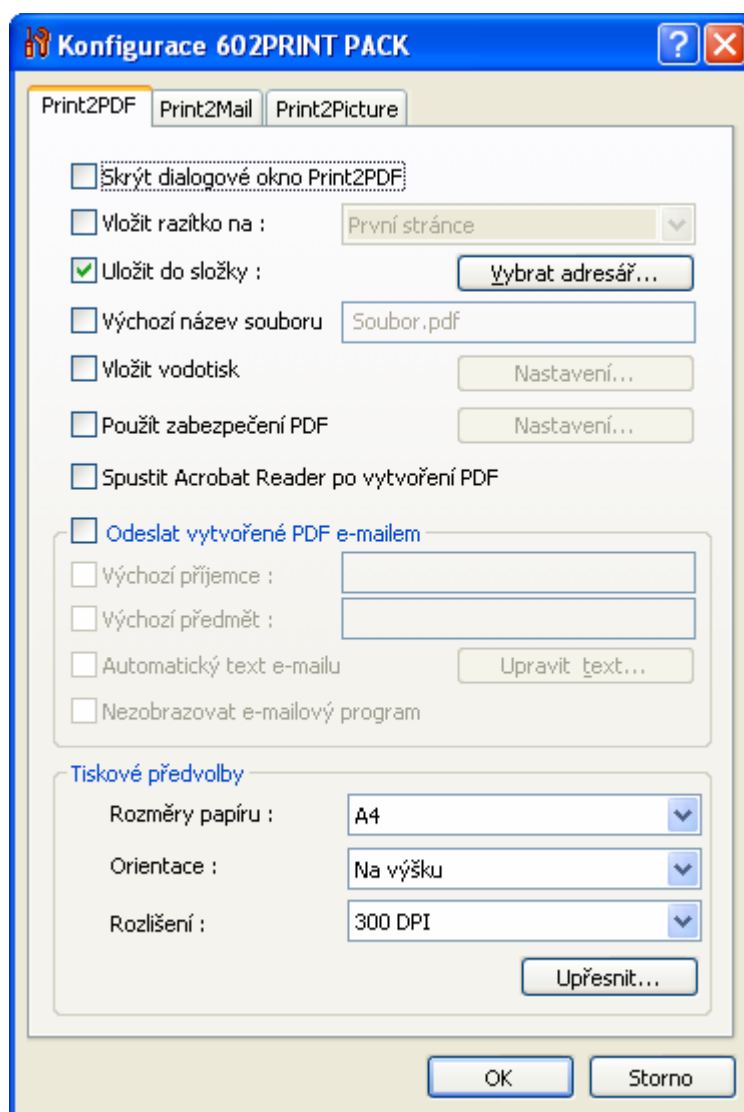 Konfigurace 602PRINT PACK
Print2PDF Print2Mail Print2Picture
Skrýt dialogové okno Print2PDF
Vložit razítko na : První stránce
Uložit do složky : Vybrat adresář...
Výchozí název souboru Soubor.pdf
Vložit vodotisk Nastavení...
Použít zabezpečení PDF Nastavení...
Spustit Acrobat Reader po vytvoření PDF
Odeslat vytvořené PDF e-mailem
Výchozí příjemce :
Výchozí předmět :
Automatický text e-mailu Upravit text...
Nezobrazovat e-mailový program
Tiskové předvolby
Rozměry papíru : A4
Orientace : Na výšku
Rozlišení : 300 DPI
Upřesnit...
OK Storno